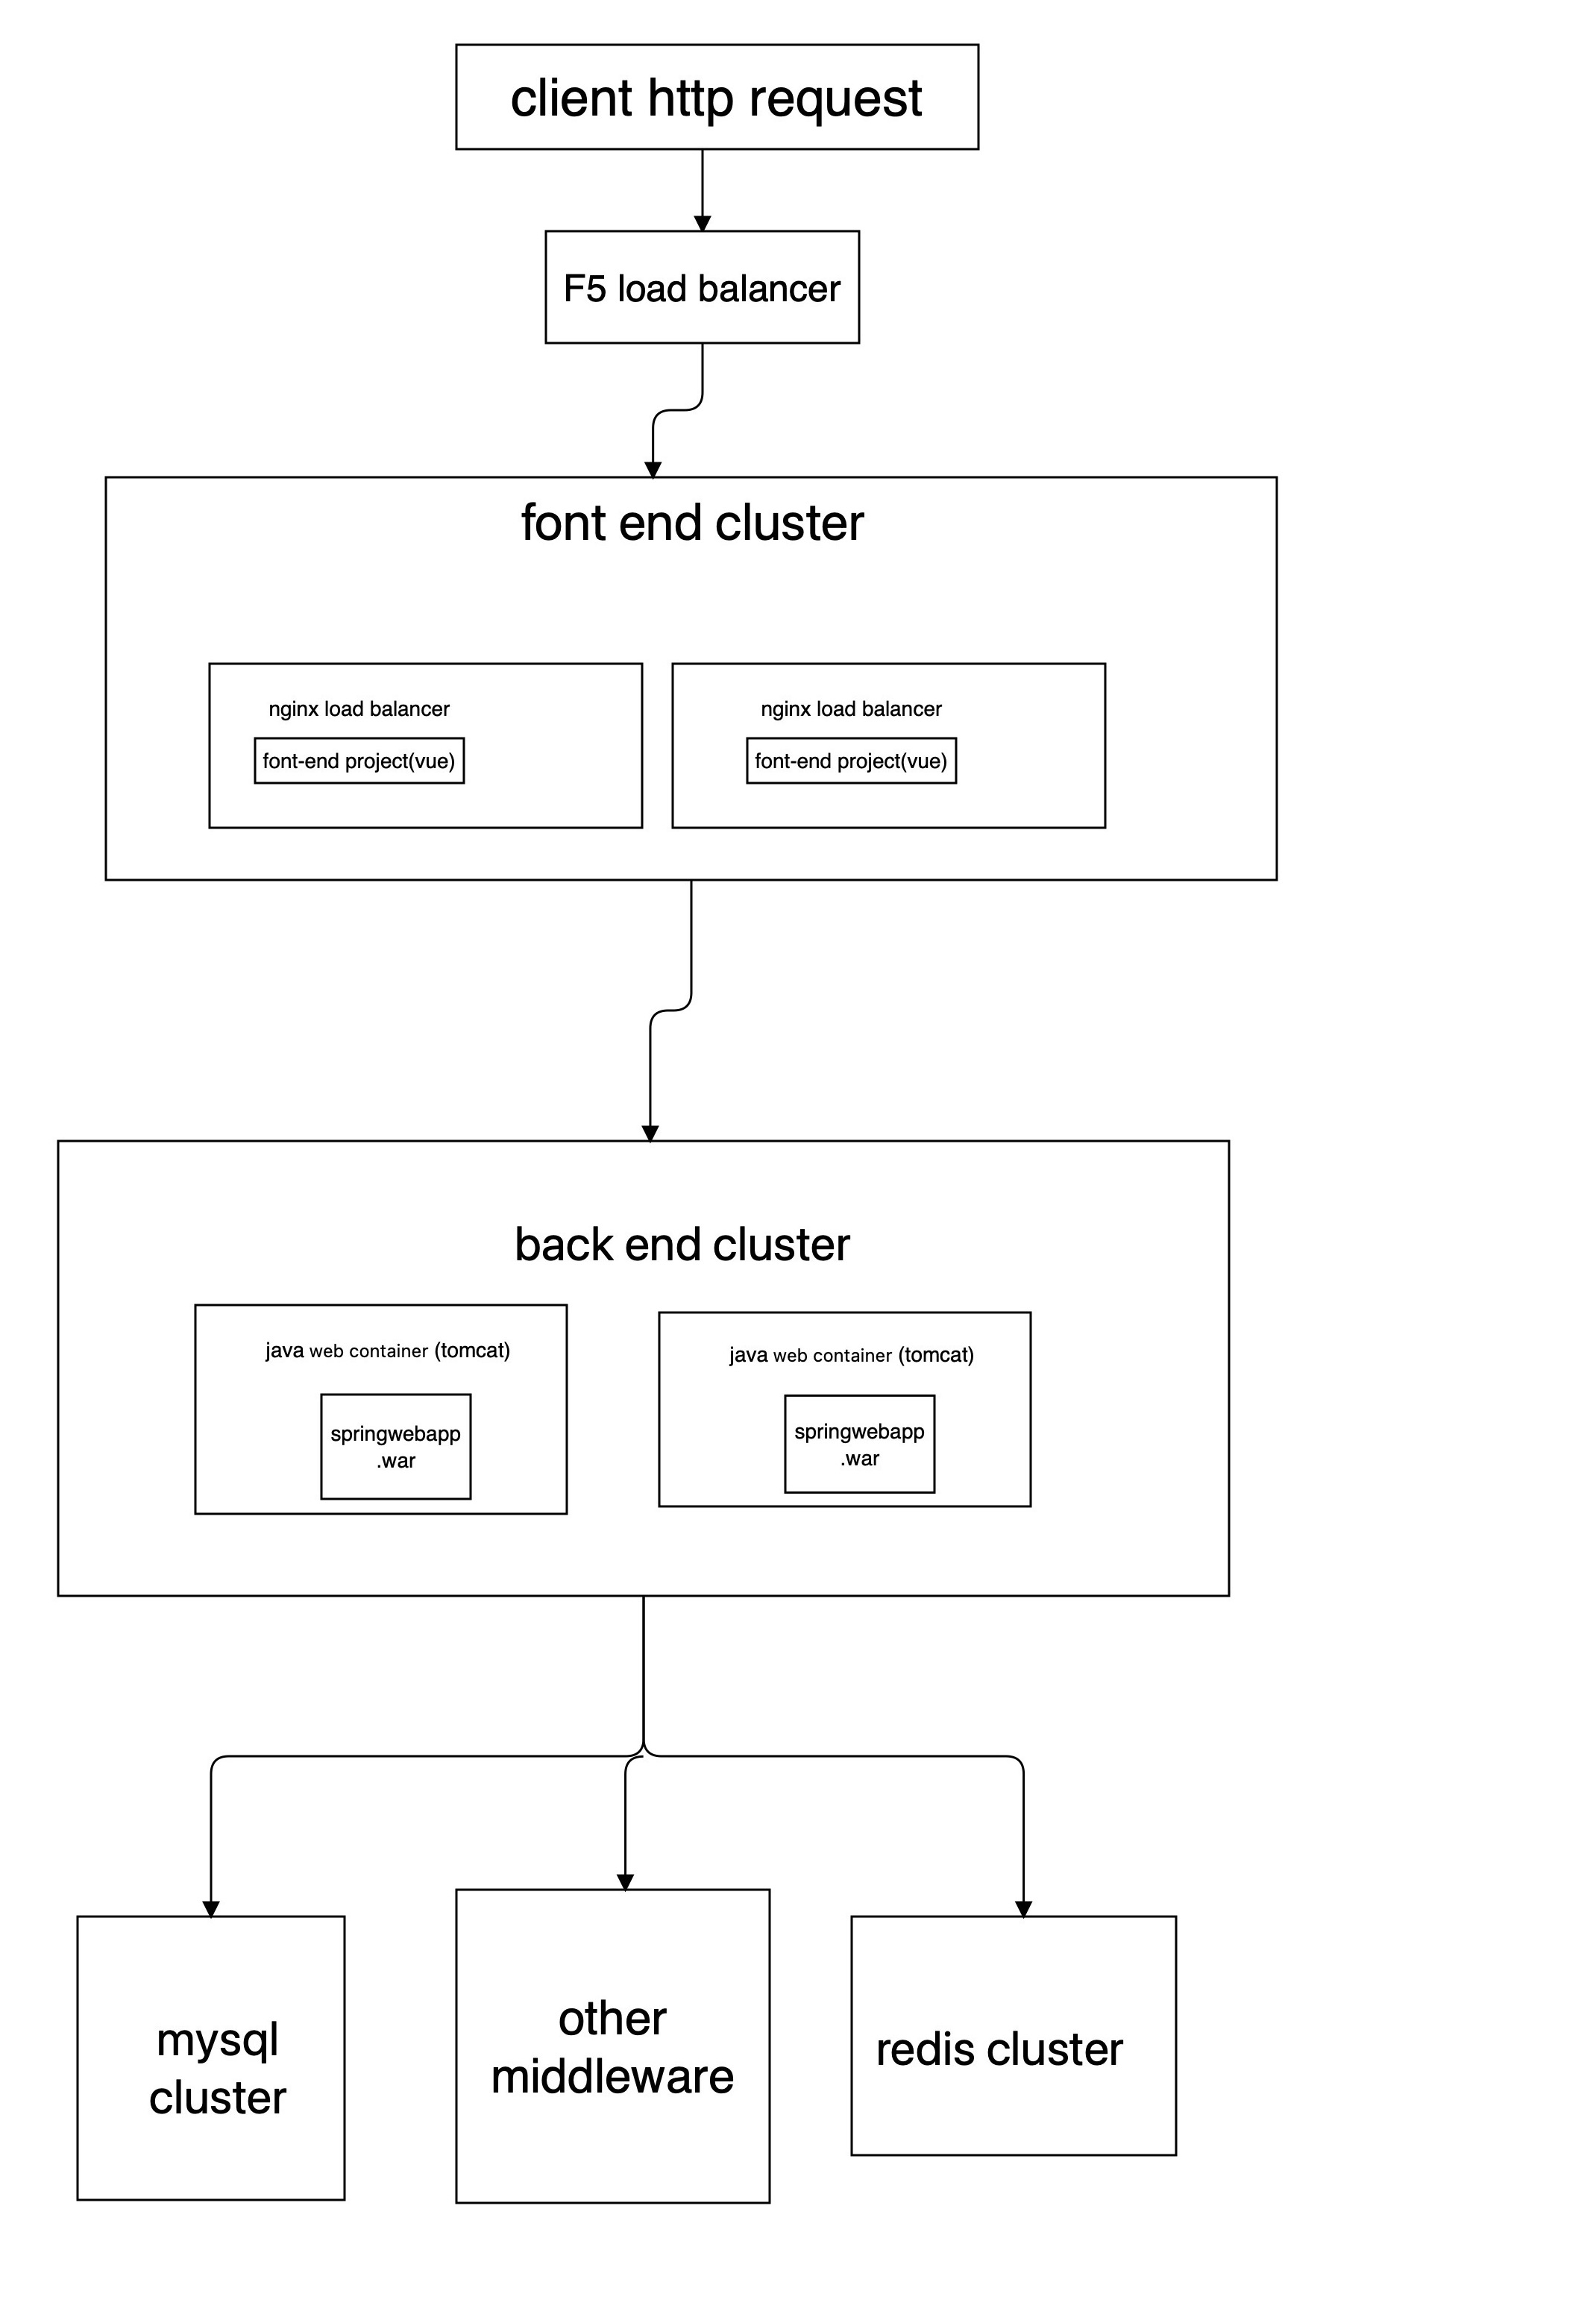 client http request
F5 load balancer
font end cluster
nginx load balancer
font-end project(vue)
nginx load balancer
font-end project(vue)
back end cluster
java web container (tomcat)
springwebapp
.war
java web container (tomcat)
springwebapp
.war
mysql
cluster
other
middleware
redis cluster